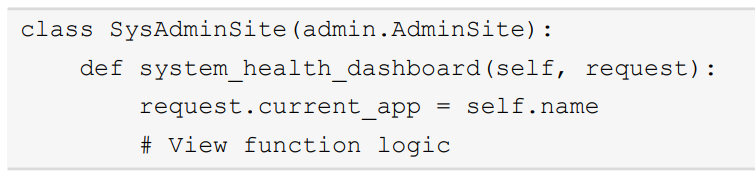 class SysAdminSite(admin.AdminSite):
    def system_health_dashboard(self, request):
        request.current_app = self.name
        # View function logic